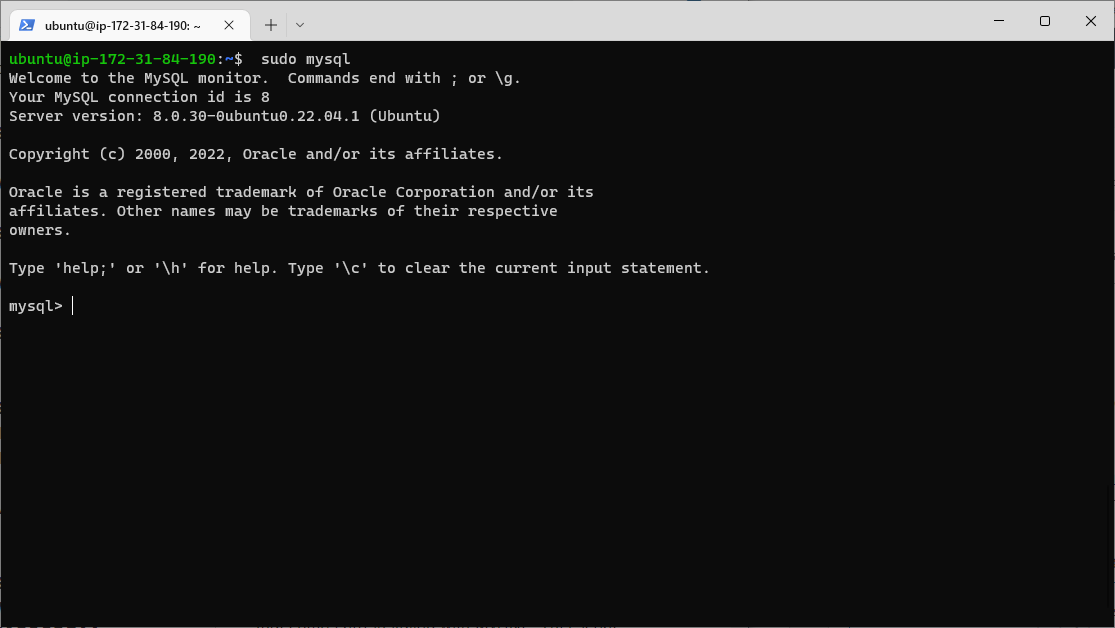 ubuntu@ip-172-31-84-190: ~
ubuntu@ip-172-31-84-190:~$  sudo mysql
Welcome to the MySQL monitor.  Commands end with ; or \g.
Your MySQL connection id is 8
Server version: 8.0.30-0ubuntu0.22.04.1 (Ubuntu)
Copyright (c) 2000, 2022, Oracle and/or its affiliates.
Oracle is a registered trademark of Oracle Corporation and/or its
affiliates. Other names may be trademarks of their respective
owners.
Type 'help;' or '\h' for help. Type '\c' to clear the current input statement.
mysql>